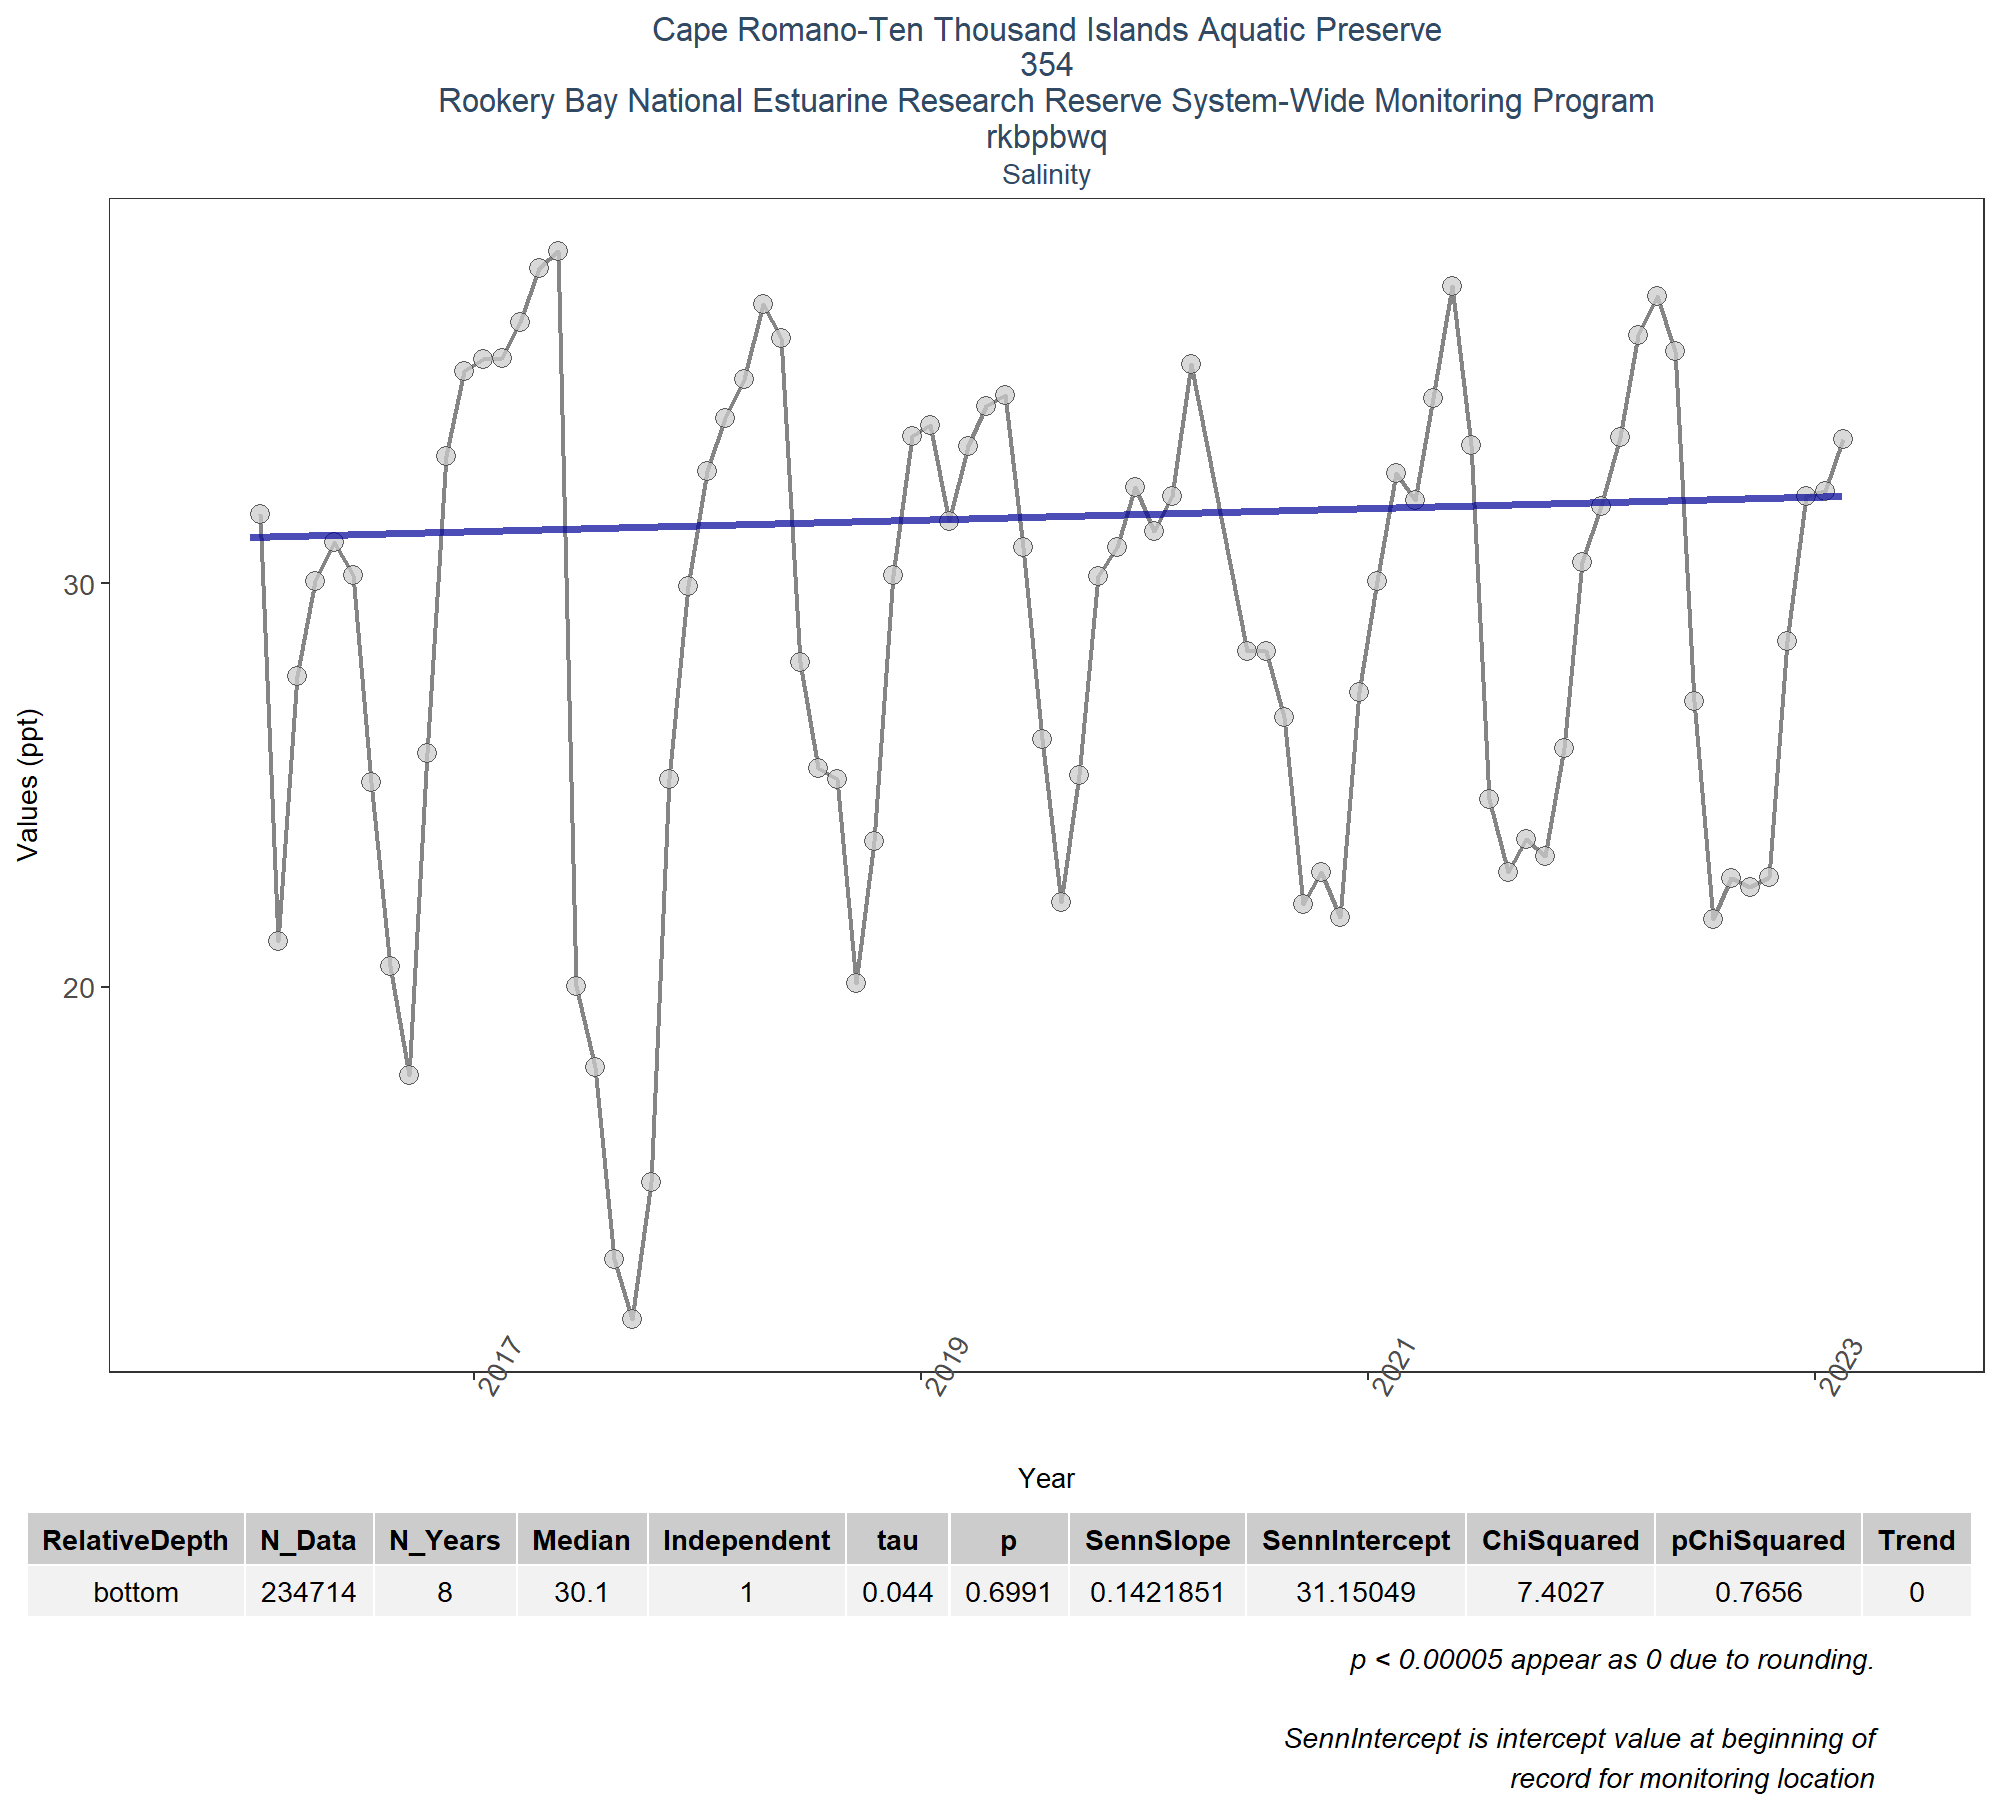 Cape Romano-Ten Thousand Islands Aquatic Preserve
354
Rookery Bay National Estuarine Research Reserve System-Wide Monitoring Program
rkbpbwq
Salinity
Values (ppt)
30
20
2017 2019 2021 2023
Year
RelativeDepth N_Data N_Years Median Independent tau p SennSlope SennIntercept ChiSquared pChiSquared Trend
bottom 234714 8 30.1 1 0.044 0.6991 0.1421851 31.15049 7.4027 0.7656 0
p < 0.00005 appear as 0 due to rounding.
SennIntercept is intercept value at beginning of
record for monitoring location